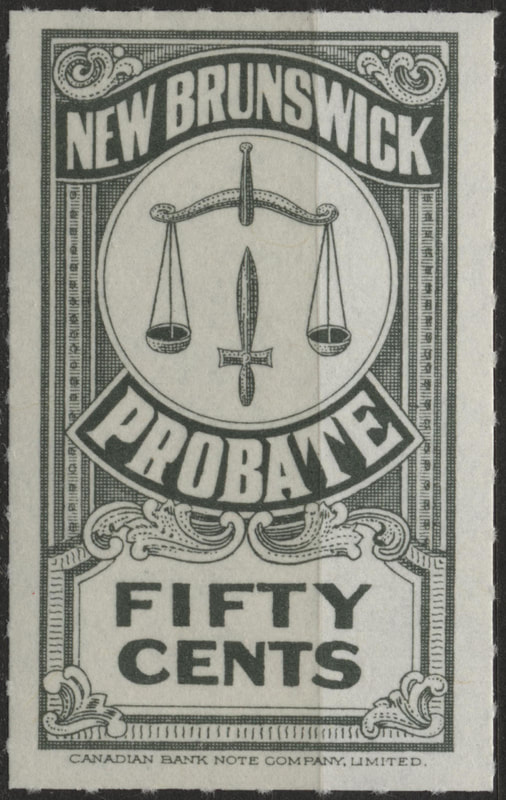 NEW BRUNSWICK
PROBATE
FIFTY
CENTS
CANADIAN BANK NOTE COMPANY, LIMITED.